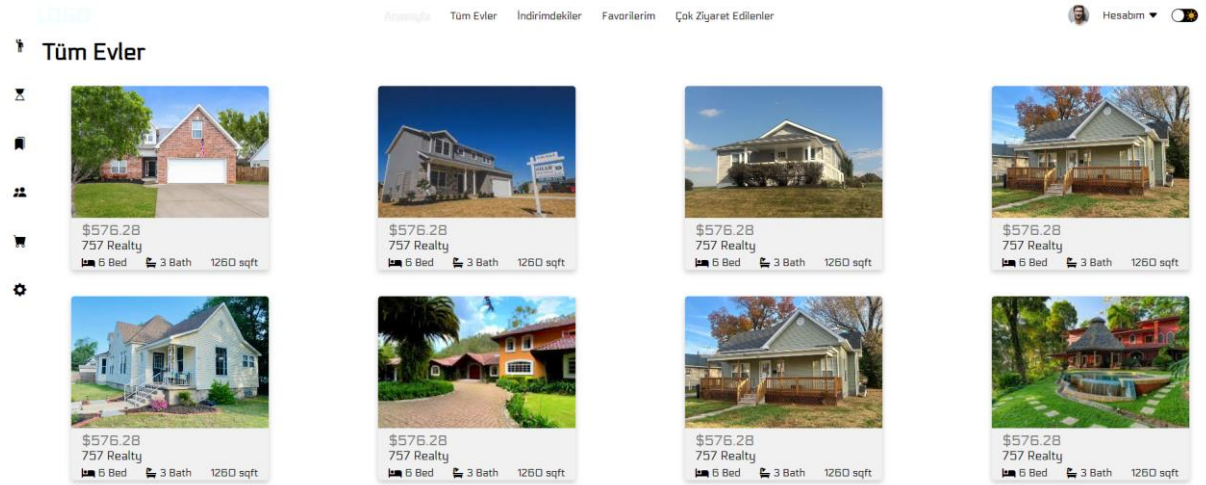 LOGO
Anasayfa Tüm Evler İndirimdekiler Favorilerim Çok Ziyaret Edilenler Hesabım
Tüm Evler
$576.28 $576.28 $576.28 $576.28
757 Realty 757 Realty 757 Realty 757 Realty
6 Bed 3 Bath 1260 sqft 6 Bed 3 Bath 1260 sqft 6 Bed 3 Bath 1260 sqft 6 Bed 3 Bath 1260 sqft
$576.28 $576.28 $576.28 $576.28
757 Realty 757 Realty 757 Realty 757 Realty
6 Bed 3 Bath 1260 sqft 6 Bed 3 Bath 1260 sqft 6 Bed 3 Bath 1260 sqft 6 Bed 3 Bath 1260 sqft